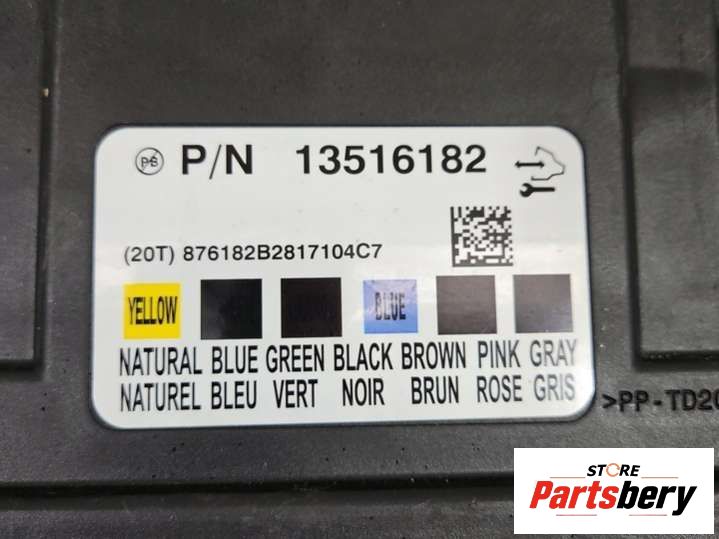 PS P/N 13516182
(20T) 876182B2817104C7
YELLOW BLUE
NATURAL BLUE GREEN BLACK BROWN PINK GRAY
NATUREL BLEU VERT NOIR BRUN ROSE GRIS
>PP-TD20
STORE
Partsbery